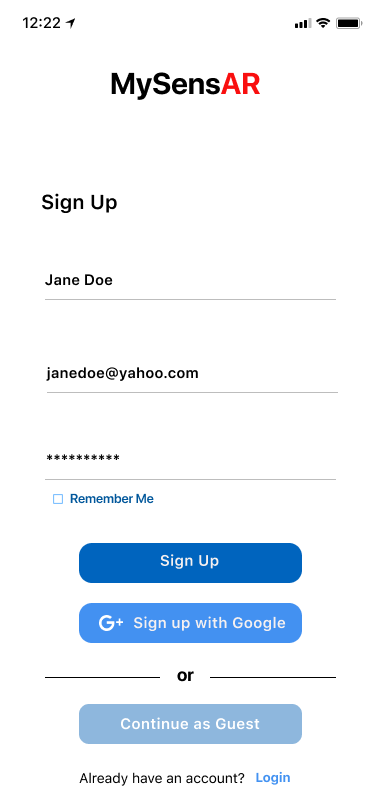 12:22
MySensAR
Sign Up
Jane Doe
janedoe@yahoo.com
**********
Remember Me
Sign Up
G+ Sign up with Google
or
Continue as Guest
Already have an account? Login